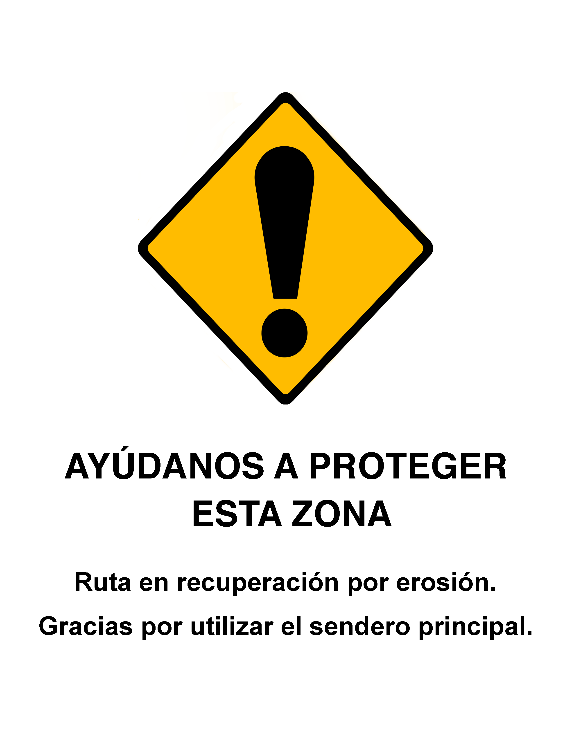 AYÚDANOS A PROTEGER
ESTA ZONA
Ruta en recuperación por erosión.
Gracias por utilizar el sendero principal.